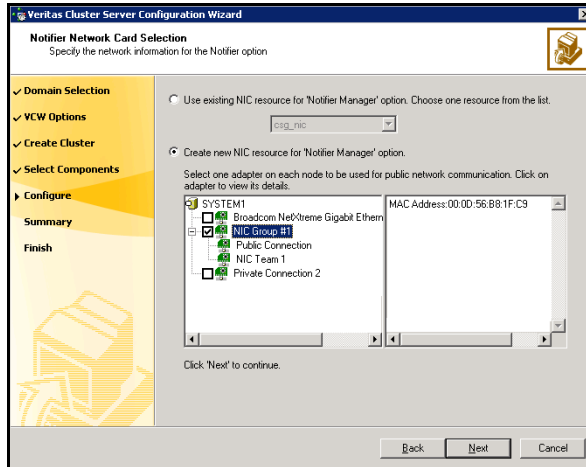 Veritas Cluster Server Configuration Wizard
Notifier Network Card Selection
Specify the network information for the Notifier option
Domain Selection
VCW Options
Create Cluster
Select Components
Configure
Summary
Finish
Use existing NIC resource for 'Notifier Manager' option. Choose one resource from the list.
csg_nic
Create new NIC resource for 'Notifier Manager' option.
Select one adapter on each node to be used for public network communication. Click on
adapter to view its details.
SYSTEM1
Broadcom NetXtreme Gigabit Ethern
NIC Group #1
Public Connection
NIC Team 1
Private Connection 2
MAC Address:00:0D:56:B8:1F:C9
Click 'Next' to continue.
Back
Next
Cancel